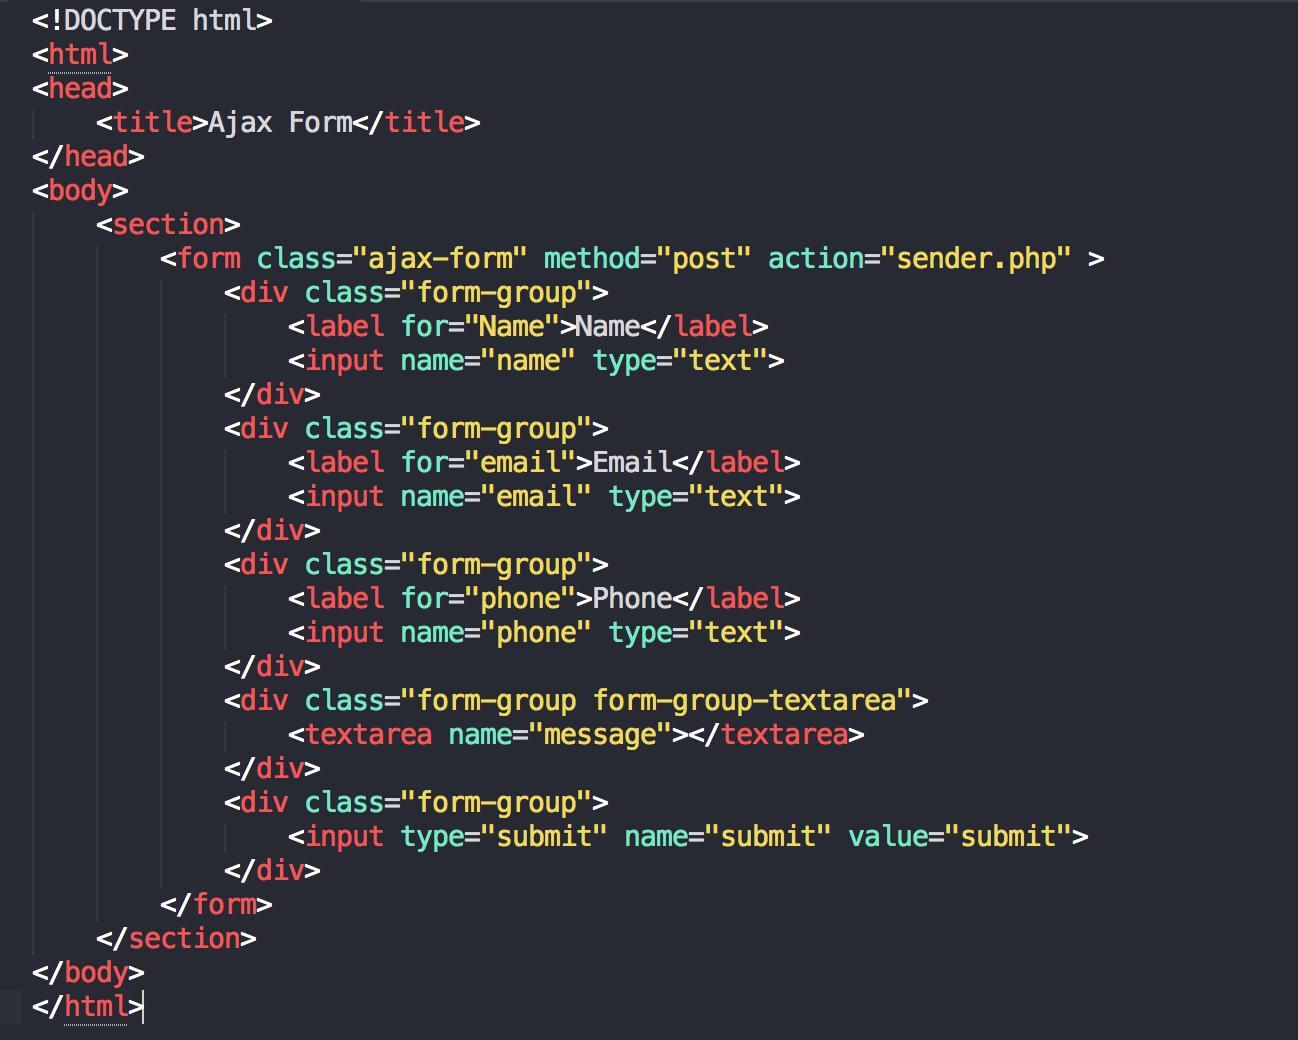 <!DOCTYPE html>
<html>
<head>
    <title>Ajax Form</title>
</head>
<body>
    <section>
        <form class="ajax-form" method="post" action="sender.php" >
            <div class="form-group">
                <label for="Name">Name</label>
                <input name="name" type="text">
            </div>
            <div class="form-group">
                <label for="email">Email</label>
                <input name="email" type="text">
            </div>
            <div class="form-group">
                <label for="phone">Phone</label>
                <input name="phone" type="text">
            </div>
            <div class="form-group form-group-textarea">
                <textarea name="message"></textarea>
            </div>
            <div class="form-group">
                <input type="submit" name="submit" value="submit">
            </div>
        </form>
    </section>
</body>
</html>